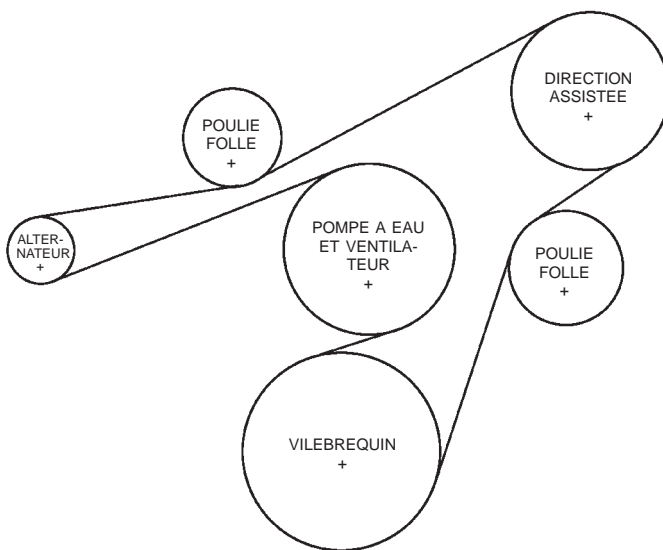 DIRECTION
ASSISTEE
+
POULIE
FOLLE
+
ALTER-
NATEUR
+
POMPE A EAU
ET VENTILA-
TEUR
+
POULIE
FOLLE
+
VILEBREQUIN
+